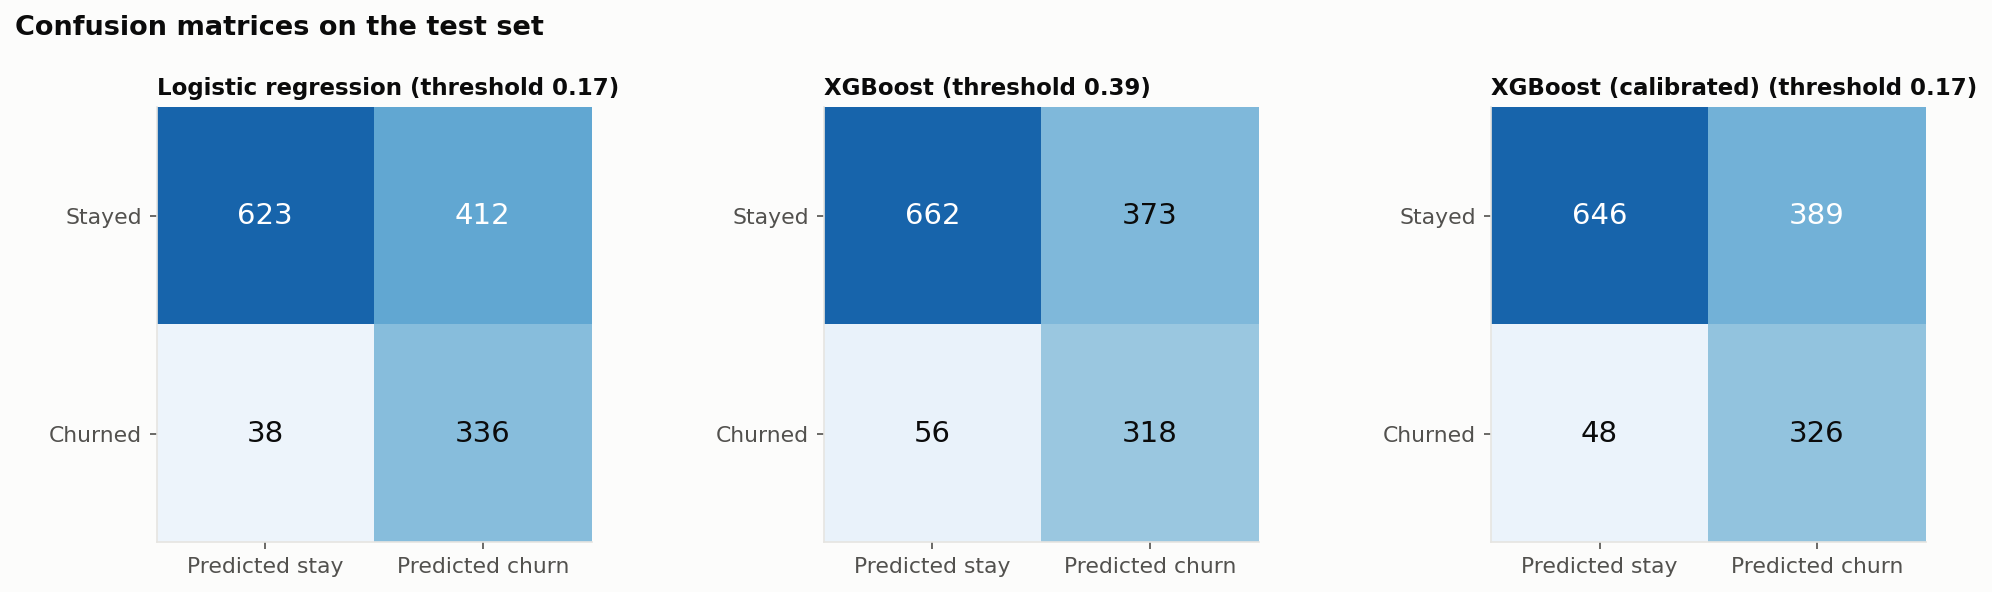 Confusion matrices on the test set
Logistic regression (threshold 0.17)
Stayed 623 412
Churned 38 336
Predicted stay Predicted churn
XGBoost (threshold 0.39)
Stayed 662 373
Churned 56 318
Predicted stay Predicted churn
XGBoost (calibrated) (threshold 0.17)
Stayed 646 389
Churned 48 326
Predicted stay Predicted churn